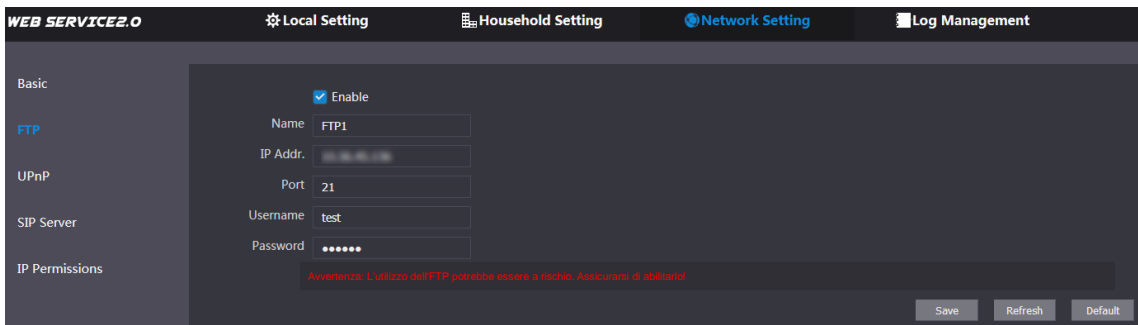 WEB SERVICE2.0
Local Setting
Household Setting
Network Setting
Log Management
Basic
FTP
UPnP
SIP Server
IP Permissions
Enable
Name FTP1
IP Addr.
Port 21
Username test
Password ••••••
Avvertenza: L'utilizzo dell'FTP potrebbe essere a rischio. Assicurarsi di abilitarlo!
Save Refresh Default